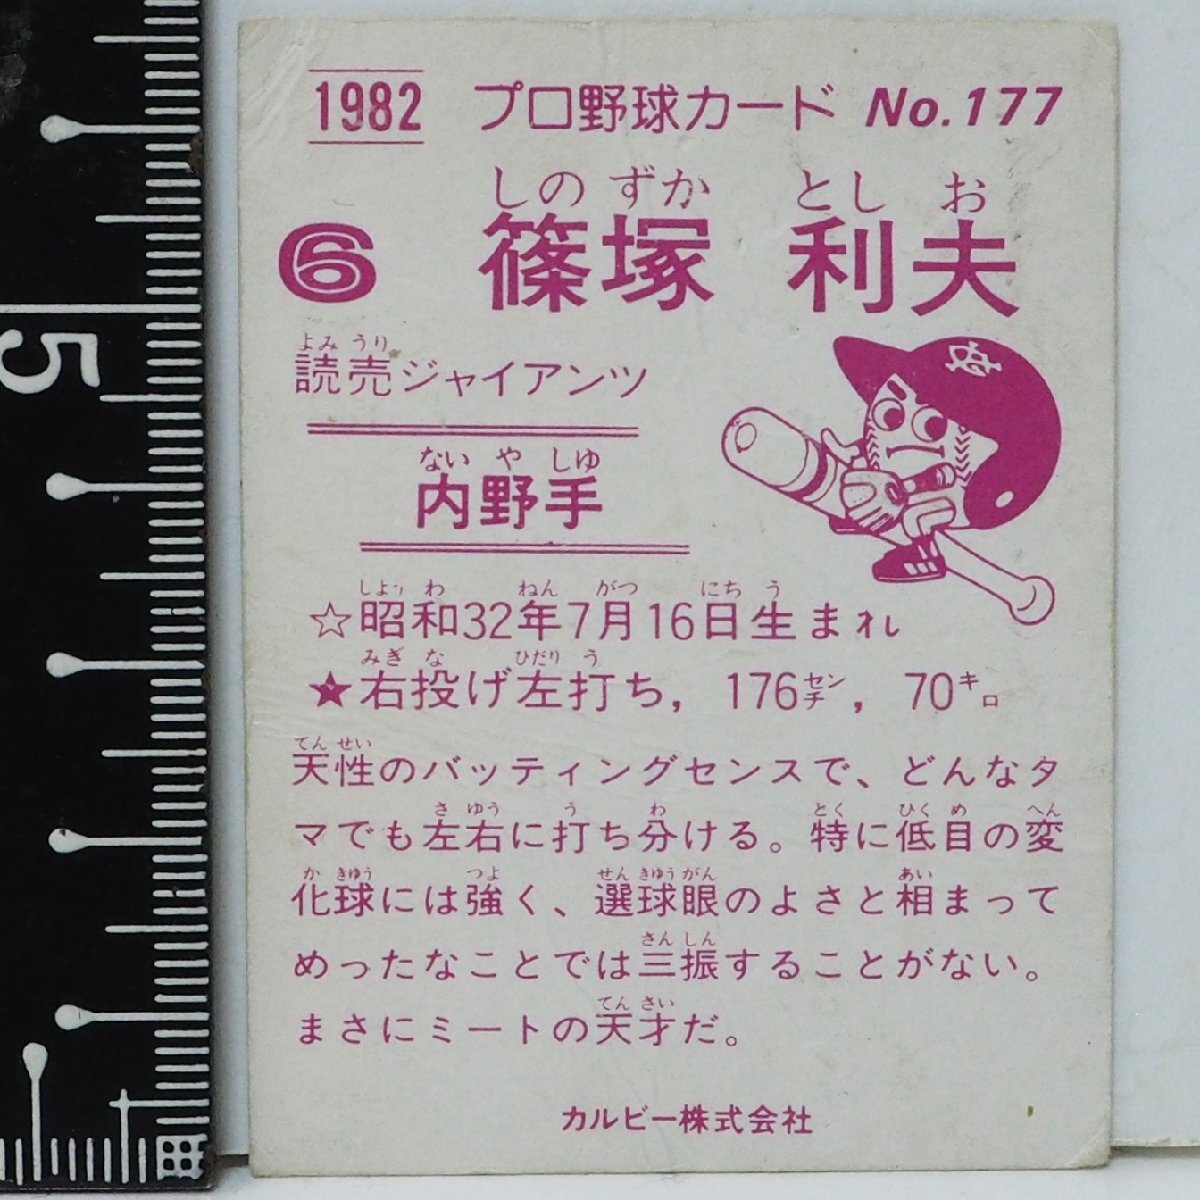 1982 プロ野球カード No.177
しの ずか とし お
6 篠塚 利夫
よみ うり
読売ジャイアンツ
ない や しゆ
内野手
しよう わ ねん がつ にち う
☆昭和32年7月16日生まれ
みぎ な ひだり う
★右投げ左打ち，176センチ，70キロ
てん せい
天性のバッティングセンスで、どんなタ
さ ゆう う わ とく ひく め へん
マでも左右に打ち分ける。特に低目の変
か きゆう つよ せん きゆう がん あい
化球には強く、選球眼のよさと相まって
さん しん
めったなことでは三振することがない。
てん さい
まさにミートの天才だ。
カルビー株式会社
5